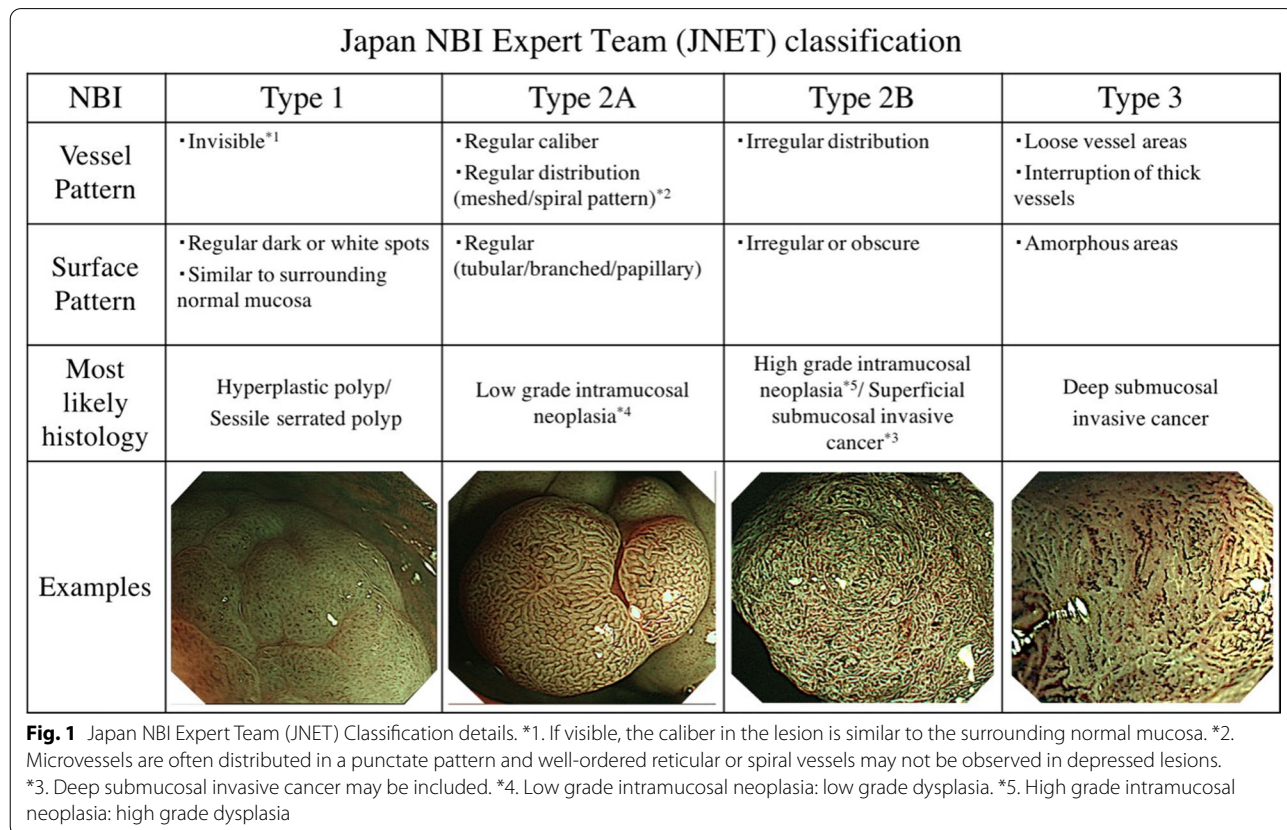 Japan NBI Expert Team (JNET) classification
NBI
Type 1
Type 2A
Type 2B
Type 3
Vessel
Pattern
・Invisible*1
・Regular caliber
・Regular distribution
(meshed/spiral pattern)*2
・Irregular distribution
・Loose vessel areas
・Interruption of thick
vessels
Surface
Pattern
・Regular dark or white spots
・Similar to surrounding
normal mucosa
・Regular
(tubular/branched/papillary)
・Irregular or obscure
・Amorphous areas
Most
likely
histology
Hyperplastic polyp/
Sessile serrated polyp
Low grade intramucosal
neoplasia*4
High grade intramucosal
neoplasia*5/ Superficial
submucosal invasive
cancer*3
Deep submucosal
invasive cancer
Examples
Fig. 1 Japan NBI Expert Team (JNET) Classification details. *1. If visible, the caliber in the lesion is similar to the surrounding normal mucosa. *2.
Microvessels are often distributed in a punctate pattern and well-ordered reticular or spiral vessels may not be observed in depressed lesions.
*3. Deep submucosal invasive cancer may be included. *4. Low grade intramucosal neoplasia: low grade dysplasia. *5. High grade intramucosal
neoplasia: high grade dysplasia